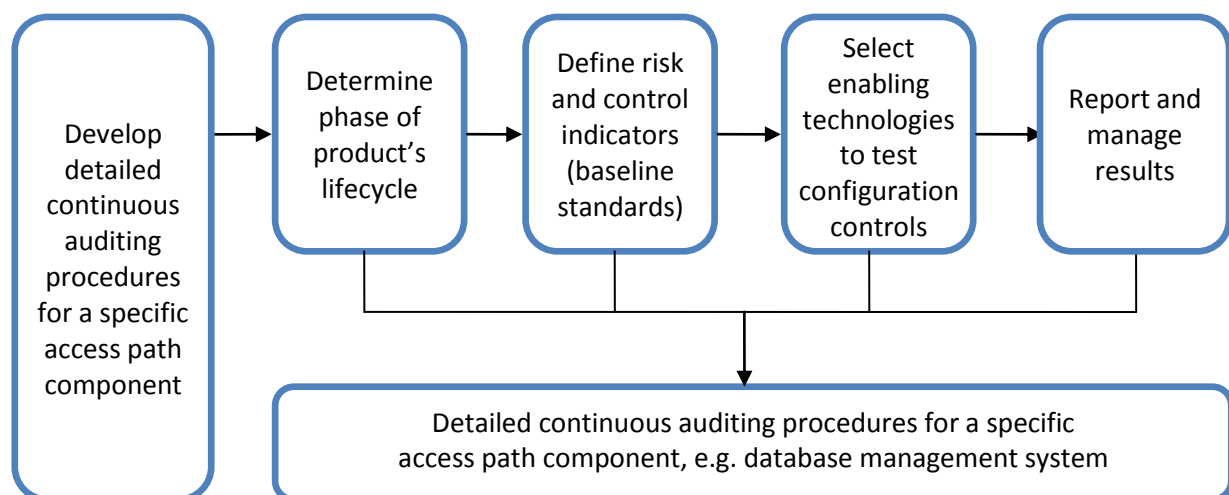 Develop
detailed
continuous
auditing
procedures
for a specific
access path
component
Determine
phase of
product’s
lifecycle
Define risk
and control
indicators
(baseline
standards)
Select
enabling
technologies
to test
configuration
controls
Report and
manage
results
Detailed continuous auditing procedures for a specific
access path component, e.g. database management system